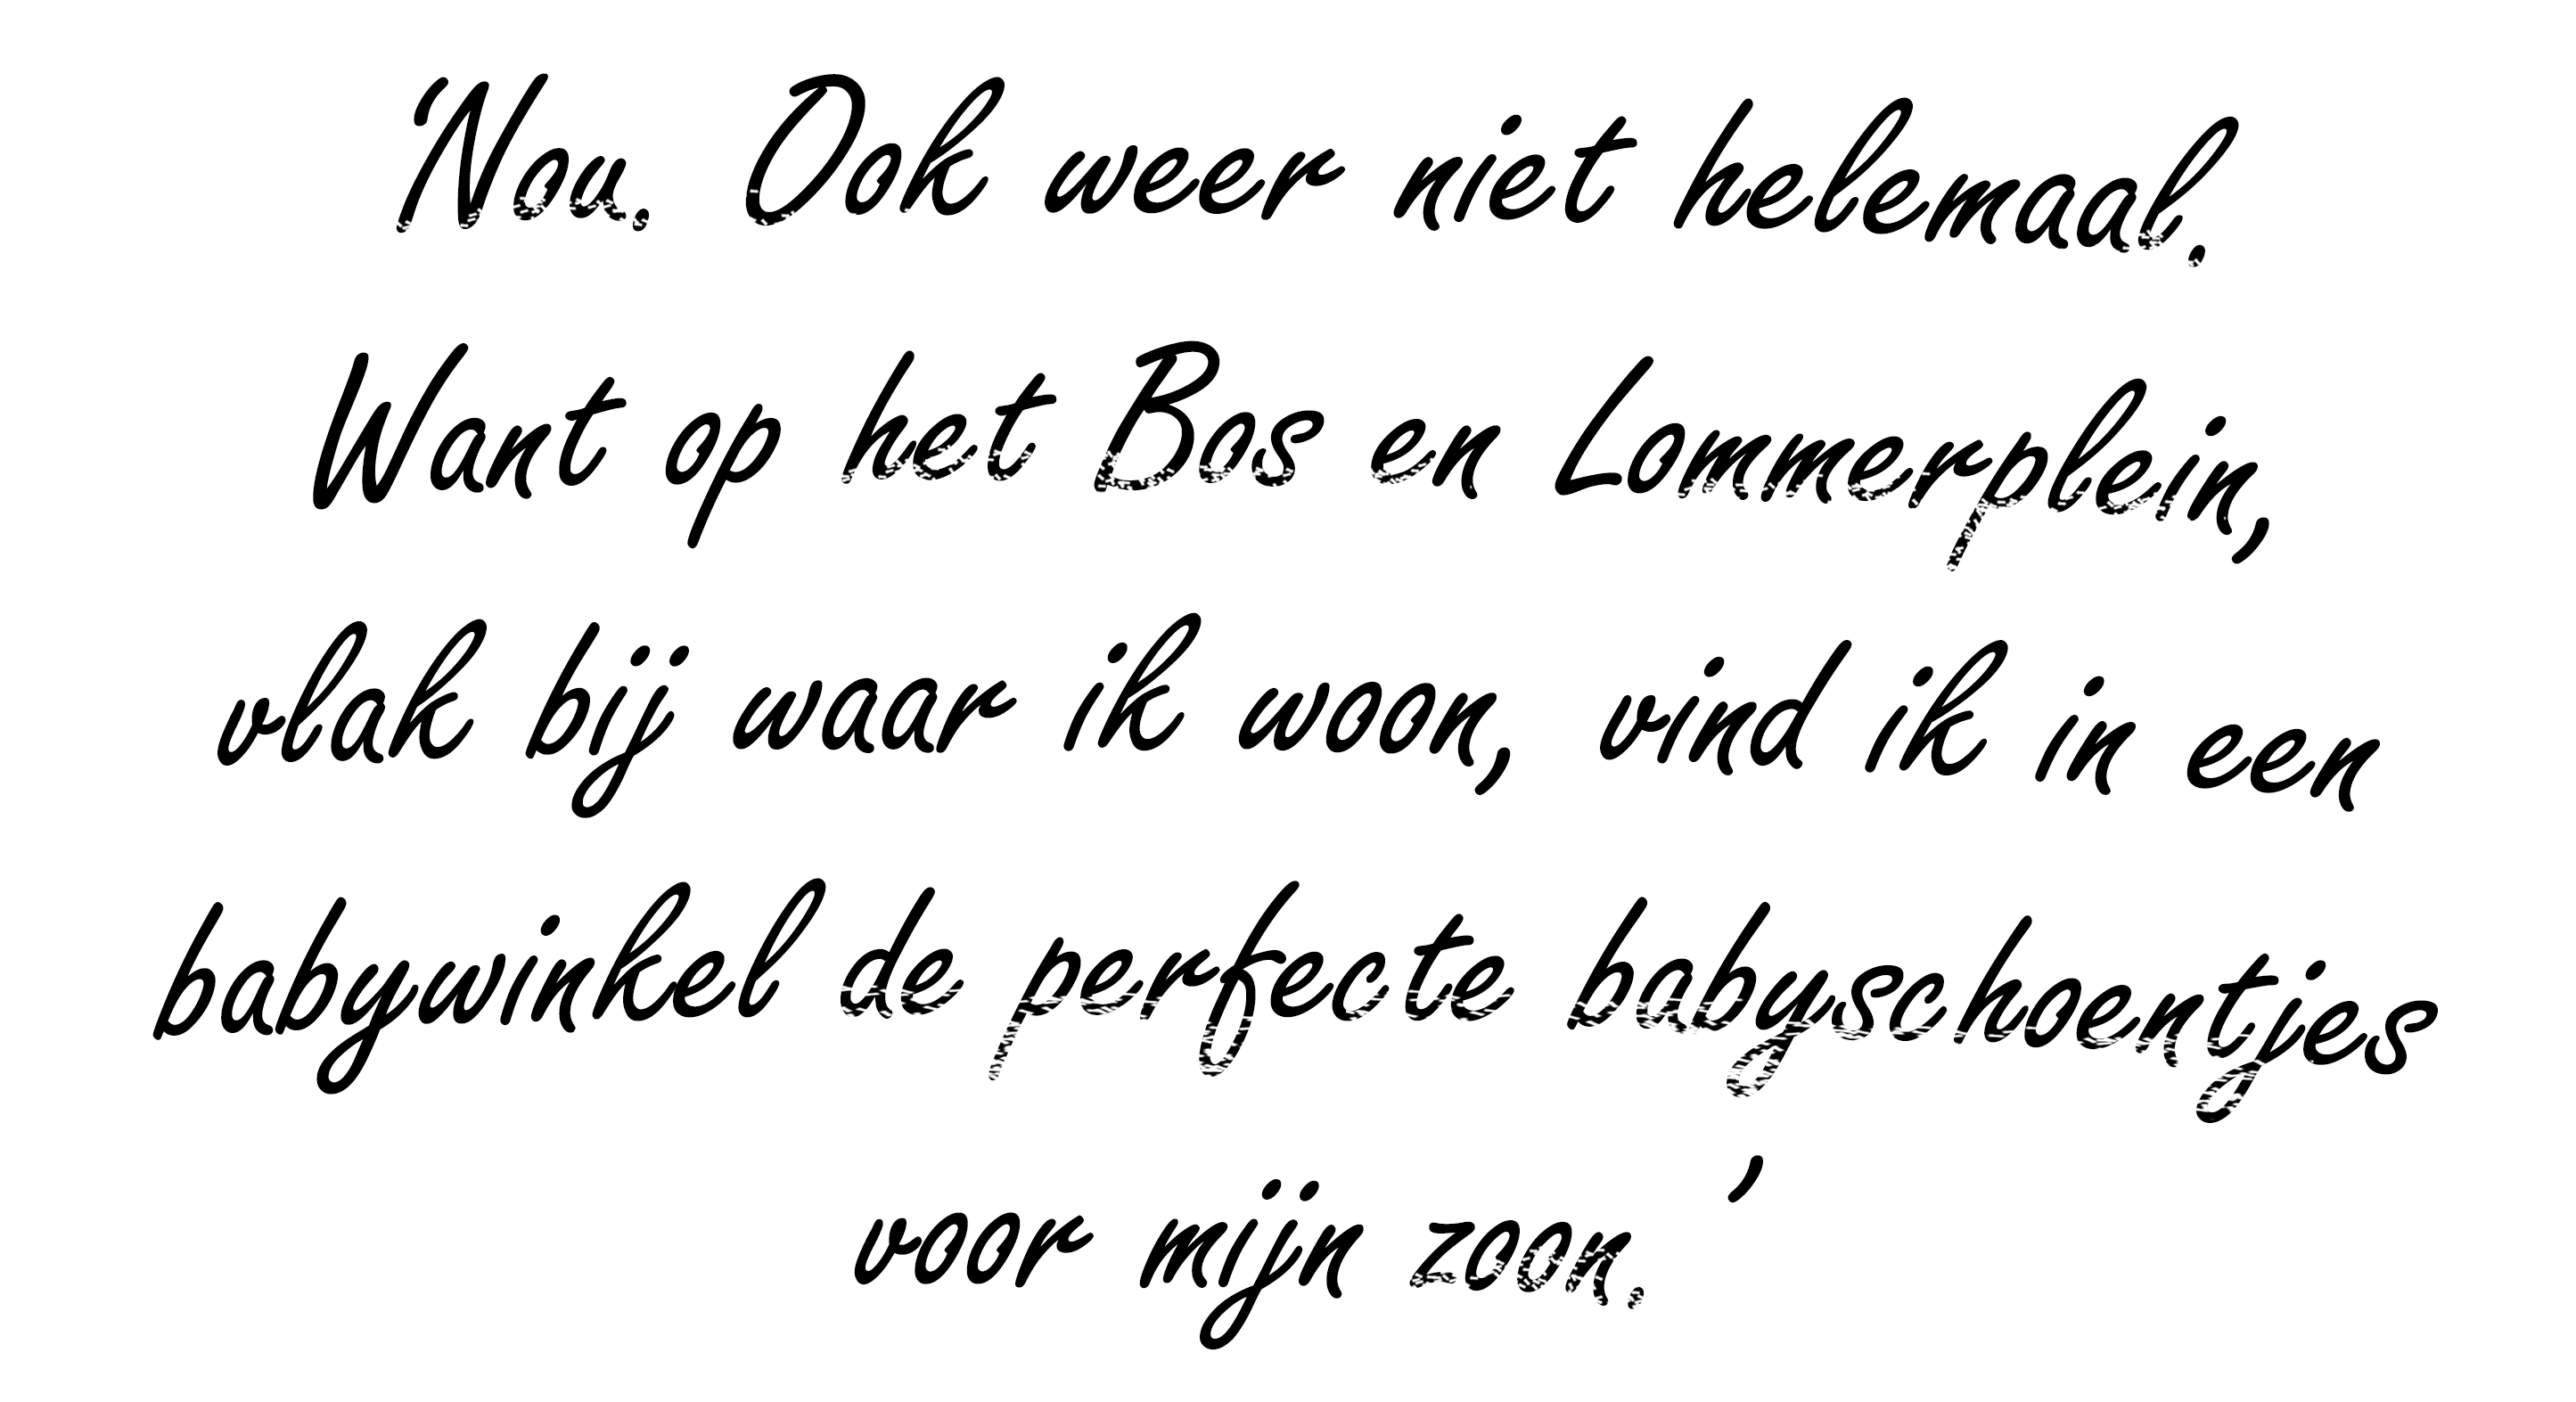 ‘Nou. Ook weer niet helemaal.
Want op het Bos en Lommerplein,
vlak bij waar ik woon, vind ik in een
babywinkel de perfecte babyschoentjes
voor mijn zoon.’